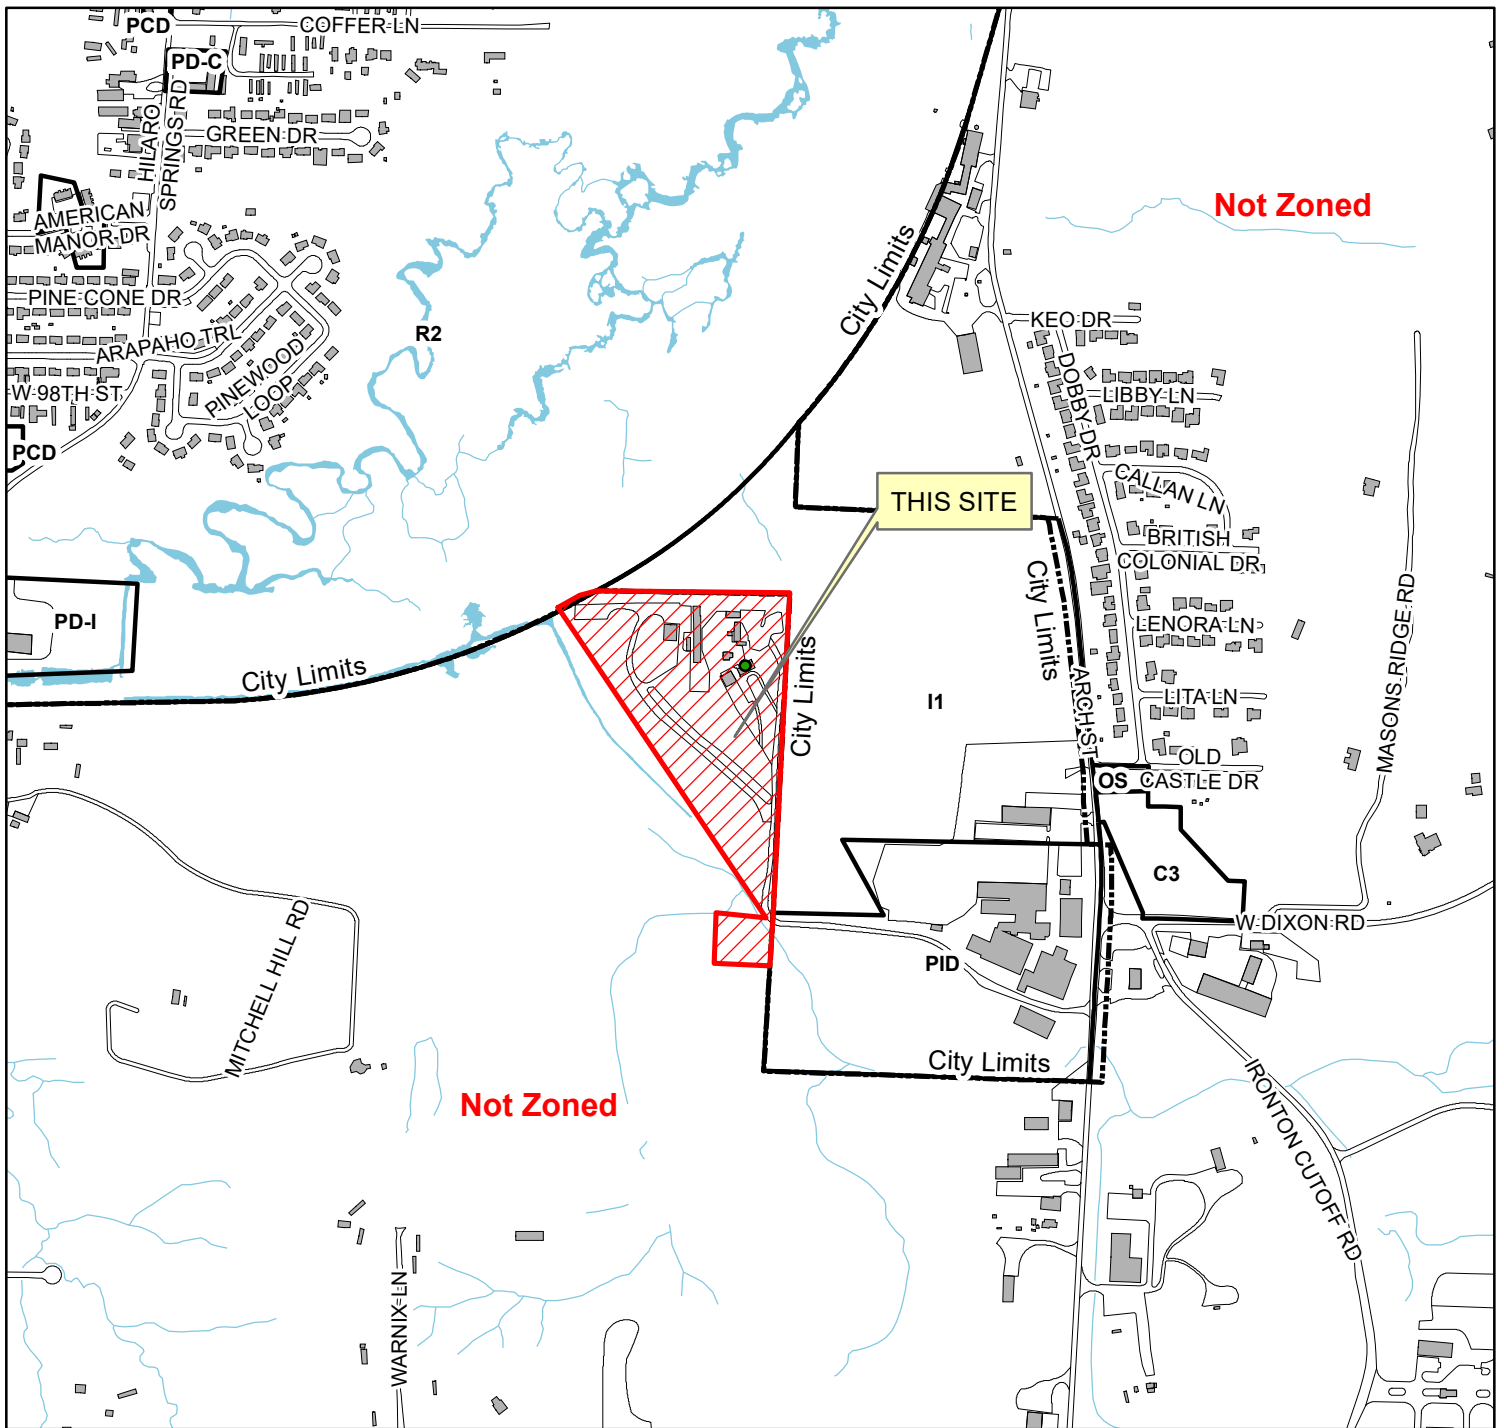 PCD
COFFER LN
PD-C
HILARO
SPRINGS RD
GREEN DR
AMERICAN
MANOR DR
PINE CONE DR
ARAPAHO TRL
PINEWOOD
LOOP
W 98TH ST
PCD
R2
Not Zoned
City Limits
KEO DR
DOBBY DR
LIBBY LN
CALLAN LN
THIS SITE
BRITISH
COLONIAL DR
City Limits
LENORA LN
MASONS RIDGE RD
PD-I
City Limits
City Limits
I1
ARCH ST
LITA LN
OLD
CASTLE DR
OS
C3
W DIXON RD
MITCHELL HILL RD
PID
City Limits
Not Zoned
IRONTON CUTOFF RD
WARNIX LN